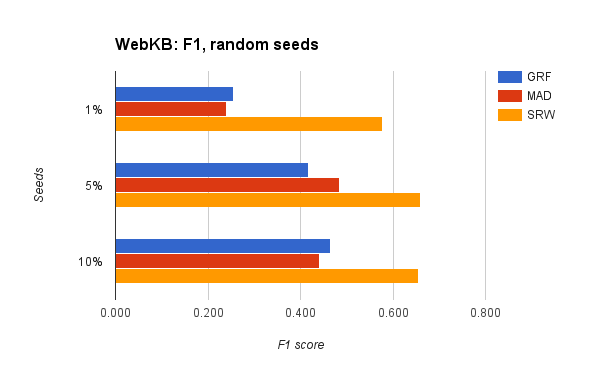 WebKB: F1, random seeds
GRF
MAD
SRW
Seeds
1%
5%
10%
0.000 0.200 0.400 0.600 0.800
F1 score